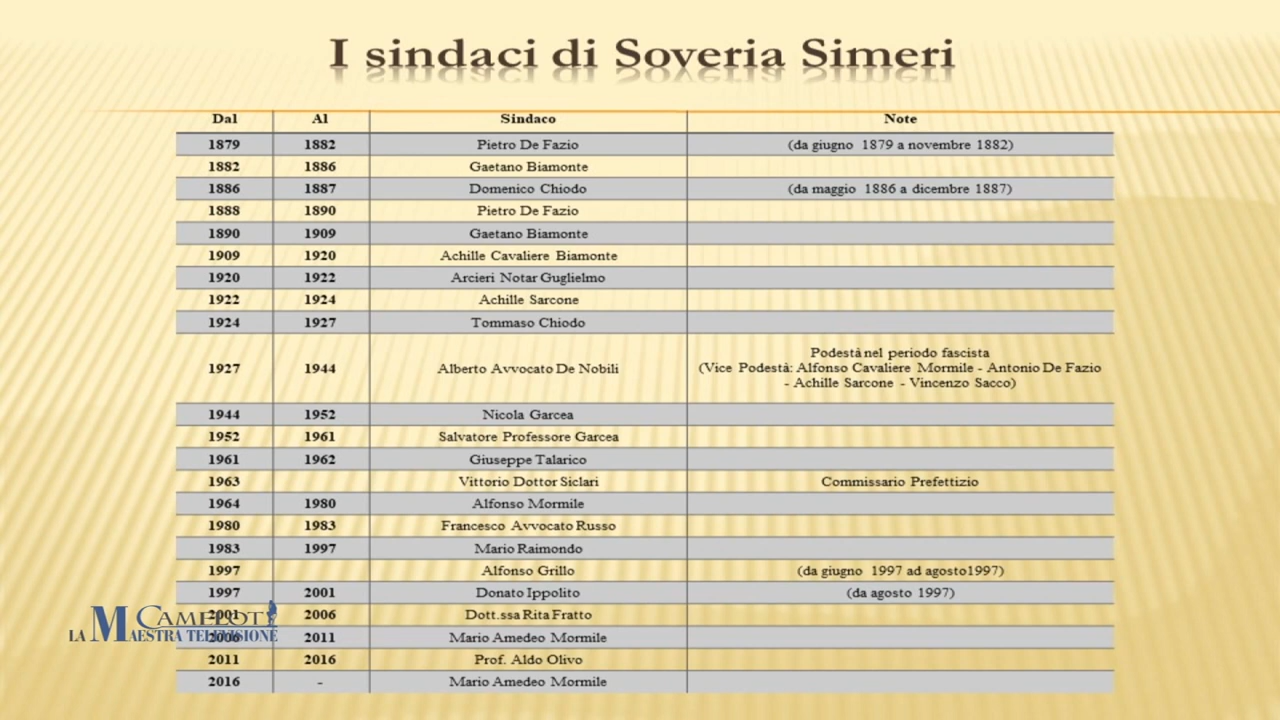 I sindaci di Soveria Simeri
Dal Al Sindaco Note
1879 1882 Pietro De Fazio (da giugno 1879 a novembre 1882)
1882 1886 Gaetano Biamonte
1886 1887 Domenico Chiodo (da maggio 1886 a dicembre 1887)
1888 1890 Pietro De Fazio
1890 1909 Gaetano Biamonte
1909 1920 Achille Cavaliere Biamonte
1920 1922 Arcieri Notar Guglielmo
1922 1924 Achille Sarcone
1924 1927 Tommaso Chiodo
1927 1944 Alberto Avvocato De Nobili Podestà nel periodo fascista
(Vice Podestà: Alfonso Cavaliere Mormile - Antonio De Fazio
- Achille Sarcone - Vincenzo Sacco)
1944 1952 Nicola Garcea
1952 1961 Salvatore Professore Garcea
1961 1962 Giuseppe Talarico
1963 Vittorio Dottor Siclari Commissario Prefettizio
1964 1980 Alfonso Mormile
1980 1983 Francesco Avvocato Russo
1983 1997 Mario Raimondo
1997 Alfonso Grillo (da giugno 1997 ad agosto1997)
1997 2001 Donato Ippolito (da agosto 1997)
2001 2006 Dott.ssa Rita Fratto
2006 2011 Mario Amedeo Mormile
2011 2016 Prof. Aldo Olivo
2016 - Mario Amedeo Mormile
CAMELOT
LA MAESTRA TELEVISIONE